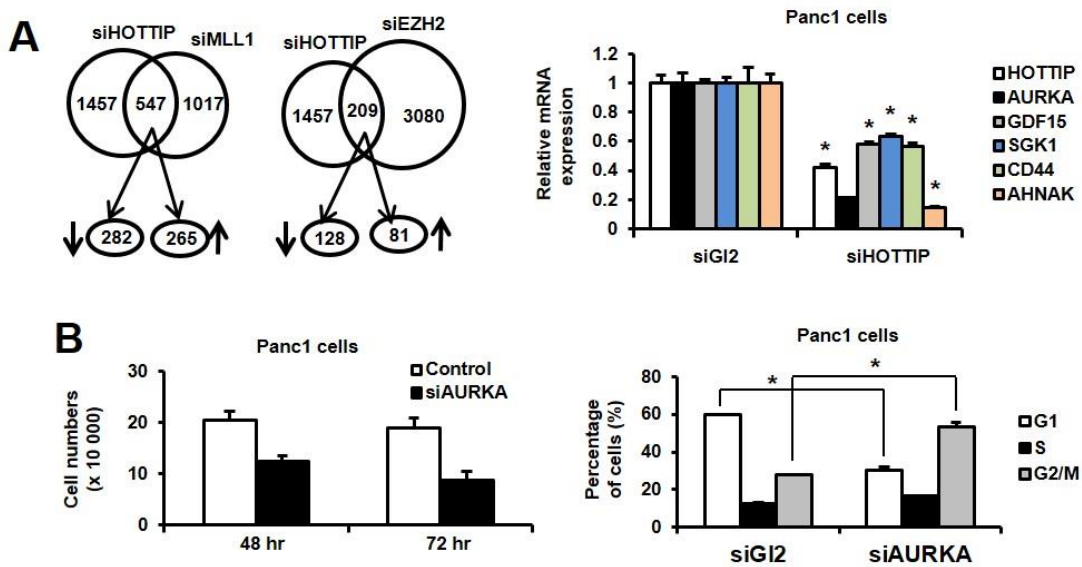 A
siHOTTIP
siMLL1
1457
547
1017
282
265
siHOTTIP
siEZH2
1457
209
3080
128
81
Panc1 cells
Relative mRNA
expression
1.2
1
0.8
0.6
0.4
0.2
0
*
*
*
*
*
siGl2
siHOTTIP
HOTTIP
AURKA
GDF15
SGK1
CD44
AHNAK
B
Panc1 cells
Cell numbers
(x 10 000)
30
20
10
0
48 hr
72 hr
Control
siAURKA
Panc1 cells
Percentage
of cells (%)
80
60
40
20
0
*
*
siGl2
siAURKA
G1
S
G2/M